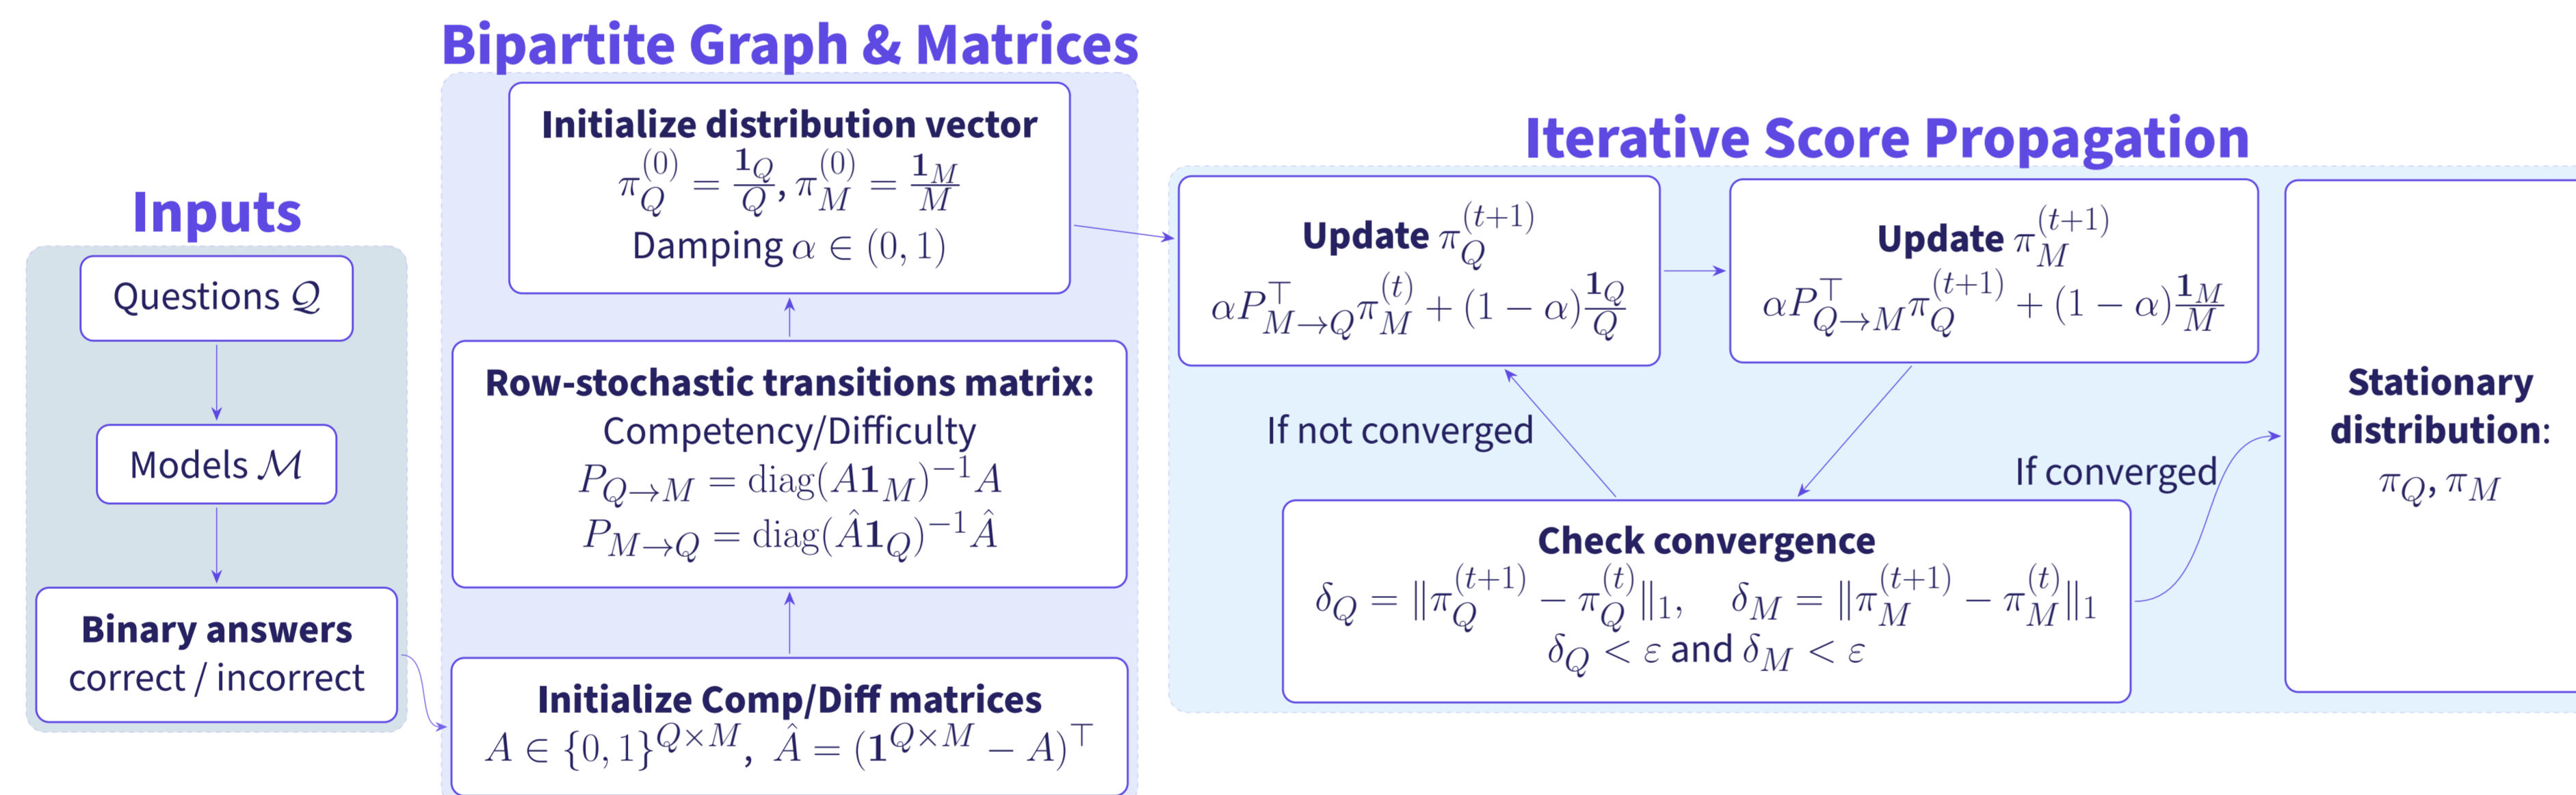 Inputs
Questions 𝒬
Models ℳ
Binary answers
correct / incorrect
Bipartite Graph & Matrices
Initialize distribution vector
π_Q^{(0)} = 𝟏_Q/Q, π_M^{(0)} = 𝟏_M/M
Damping α ∈ (0, 1)
Row-stochastic transitions matrix:
Competency/Difficulty
P_{Q→M} = diag(A𝟏_M)^{−1}A
P_{M→Q} = diag(Â𝟏_Q)^{−1}Â
Initialize Comp/Diff matrices
A ∈ {0, 1}^{Q×M}, Â = (𝟏^{Q×M} − A)^⊤
Iterative Score Propagation
Update π_Q^{(t+1)}
αP_{M→Q}^⊤π_M^{(t)} + (1 − α)𝟏_Q/Q
Update π_M^{(t+1)}
αP_{Q→M}^⊤π_Q^{(t+1)} + (1 − α)𝟏_M/M
If not converged
If converged
Check convergence
δ_Q = ‖π_Q^{(t+1)} − π_Q^{(t)}‖_1, δ_M = ‖π_M^{(t+1)} − π_M^{(t)}‖_1
δ_Q < ε and δ_M < ε
Stationary
distribution:
π_Q, π_M